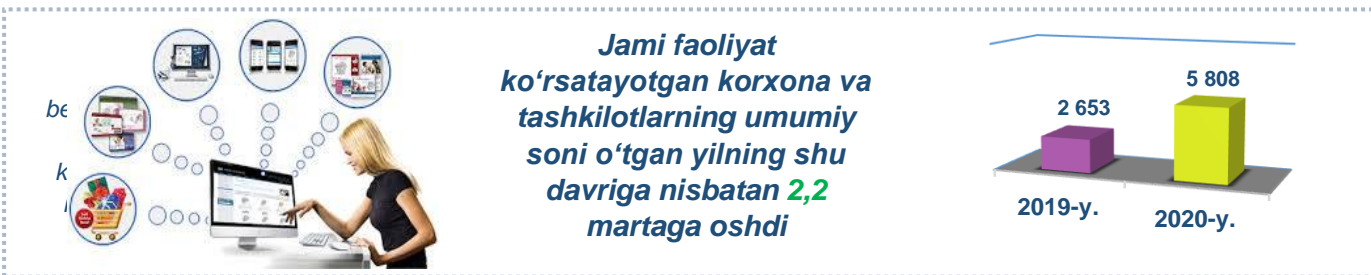 Jami faoliyat
ko‘rsatayotgan korxona va
tashkilotlarning umumiy
soni o‘tgan yilning shu
davriga nisbatan 2,2
martaga oshdi
2 653
5 808
2019-y.
2020-y.